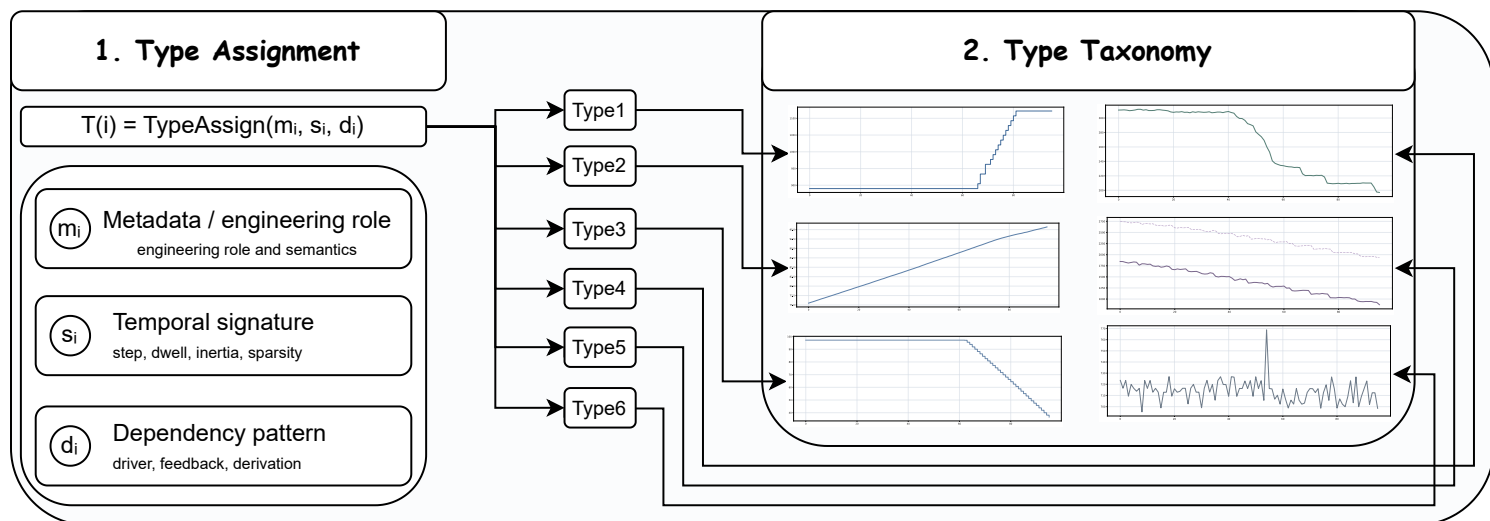 1. Type Assignment
T(i) = TypeAssign(mᵢ, sᵢ, dᵢ)
mᵢ
Metadata / engineering role
engineering role and semantics
sᵢ
Temporal signature
step, dwell, inertia, sparsity
dᵢ
Dependency pattern
driver, feedback, derivation
Type1
Type2
Type3
Type4
Type5
Type6
2. Type Taxonomy